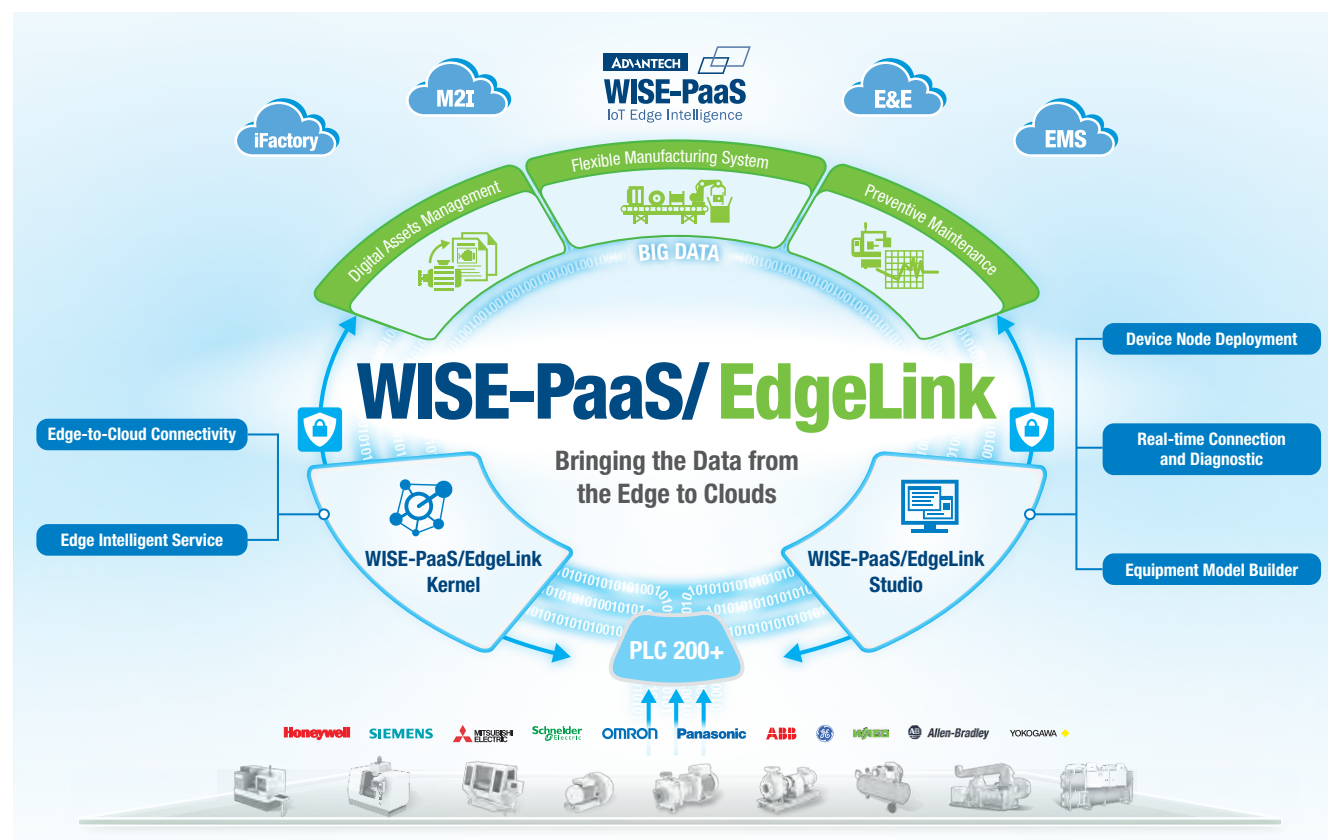 ADVANTECH
WISE-PaaS
IoT Edge Intelligence
iFactory
M2I
E&E
EMS
Digital Assets Management
Flexible Manufacturing System
Preventive Maintenance
BIG DATA
WISE-PaaS/EdgeLink
Bringing the Data from
the Edge to Clouds
Edge-to-Cloud Connectivity
Edge Intelligent Service
WISE-PaaS/EdgeLink
Kernel
WISE-PaaS/EdgeLink
Studio
Device Node Deployment
Real-time Connection
and Diagnostic
Equipment Model Builder
PLC 200+
Honeywell
SIEMENS
MITSUBISHI
ELECTRIC
Schneider
Electric
OMRON
Panasonic
ABB
GE
WAGO
AB Allen-Bradley
YOKOGAWA